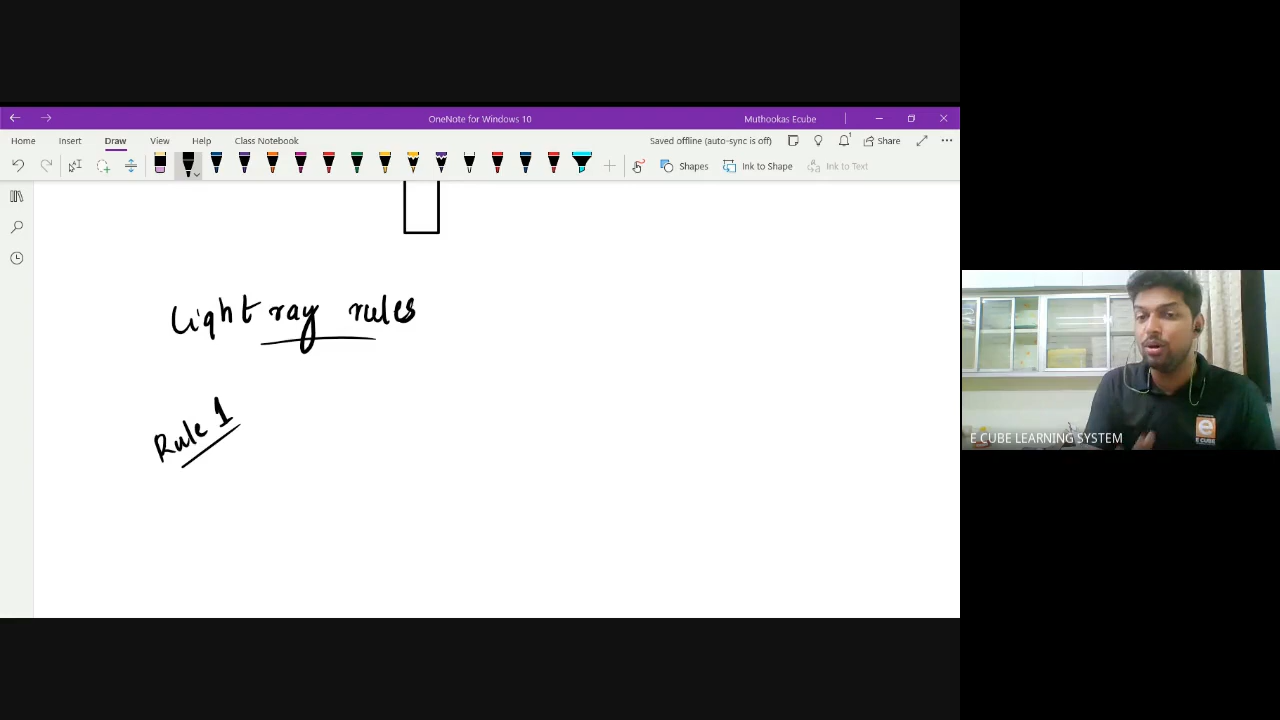 OneNote for Windows 10
Muthookas Ecube
Home Insert Draw View Help Class Notebook
Saved offline (auto-sync is off)
Share
Shapes
Ink to Shape
Ink to Text
Light ray rules
Rule 1
e
E CUBE
E CUBE LEARNING SYSTEM